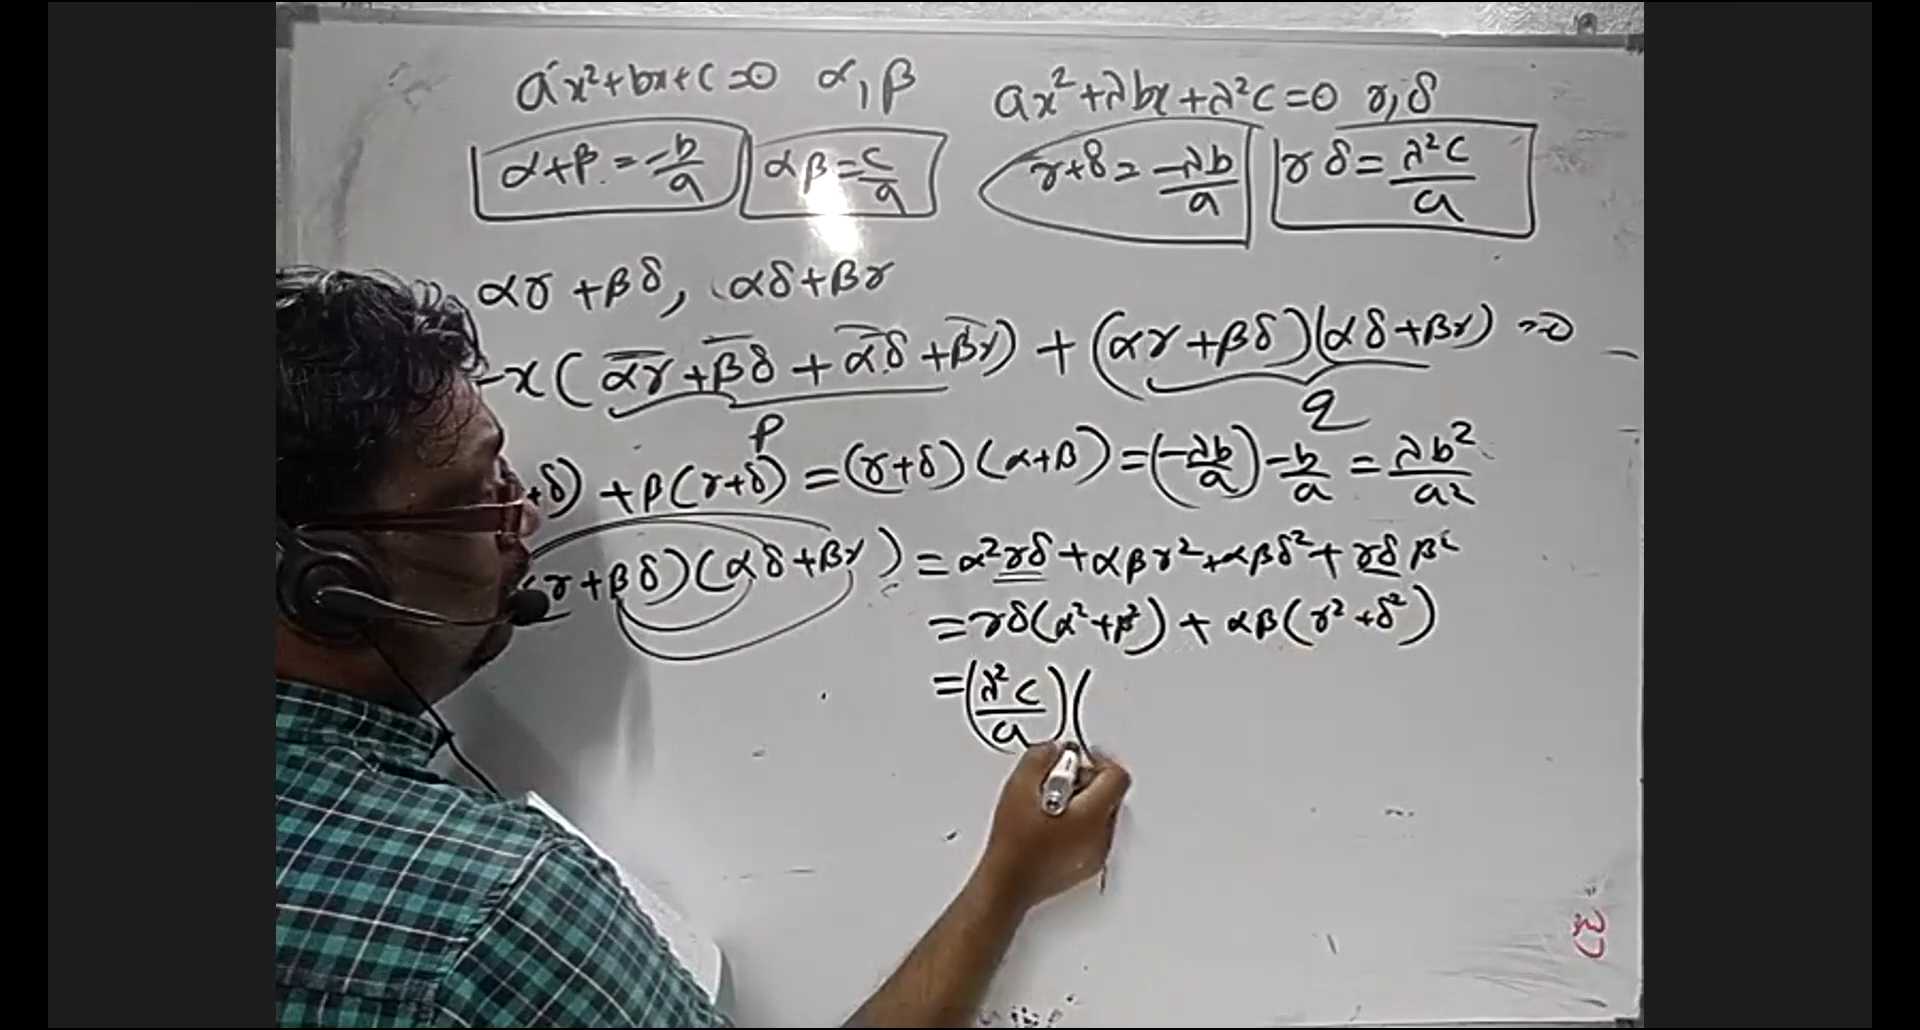 ax²+bx+c=0 α,β ax²+λbx+λ²c=0 γ,δ
α+β=-b/a αβ=c/a γ+δ=-λb/a γδ=λ²c/a
αγ+βδ, αδ+βγ
-x(αγ+βδ+αδ+βγ)+(αγ+βδ)(αδ+βγ)=0
p q
+δ)+β(γ+δ)=(γ+δ)(α+β)=(-λb/a)-b/a=λb²/a²
γ+βδ)(αδ+βγ)=α²γδ+αβγ²+αβδ²+γδβ²
=γδ(α²+β²)+αβ(γ²+δ²)
=(λ²c/a)(